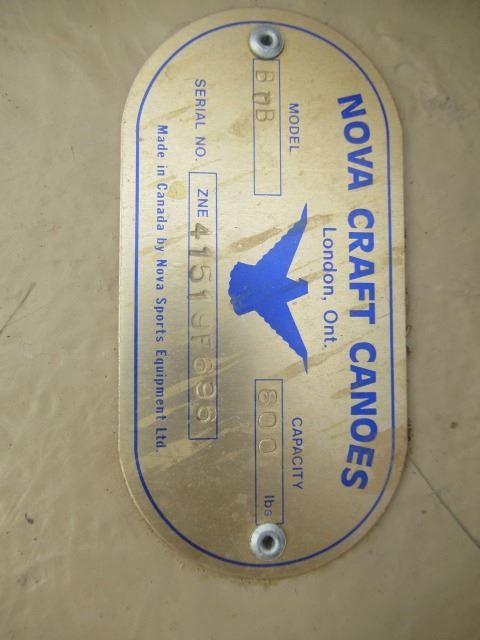 NOVA CRAFT CANOES
London, Ont.
MODEL
CAPACITY
800 lbs
SERIAL NO. ZNE
Made in Canada by Nova Sports Equipment Ltd.